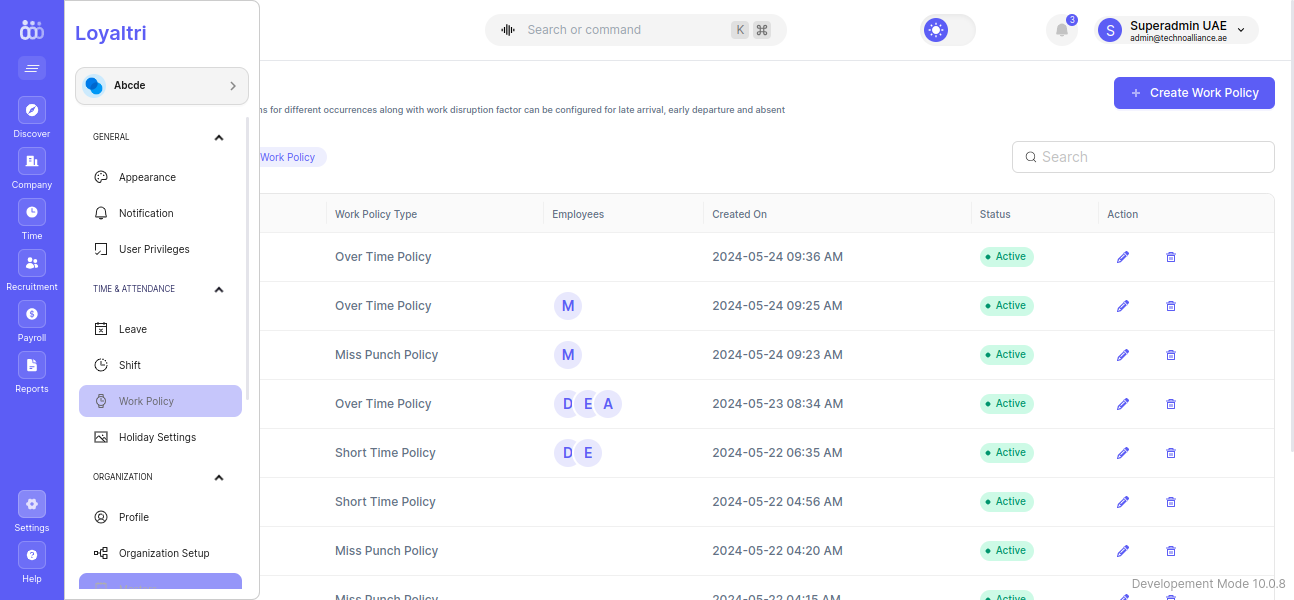 Loyaltri
Search or command
K
⌘
3
S
Superadmin UAE
admin@technoalliance.ae
Abcde
Discover
Company
Time
Recruitment
Payroll
Reports
Settings
Help
GENERAL
Appearance
Notification
User Privileges
TIME & ATTENDANCE
Leave
Shift
Work Policy
Holiday Settings
ORGANIZATION
Profile
Organization Setup
for different occurrences along with work disruption factor can be configured for late arrival, early departure and absent
+ Create Work Policy
Work Policy
Search
Work Policy Type Employees Created On Status Action
Over Time Policy 2024-05-24 09:36 AM Active
Over Time Policy M 2024-05-24 09:25 AM Active
Miss Punch Policy M 2024-05-24 09:23 AM Active
Over Time Policy D E A 2024-05-23 08:34 AM Active
Short Time Policy D E 2024-05-22 06:35 AM Active
Short Time Policy 2024-05-22 04:56 AM Active
Miss Punch Policy 2024-05-22 04:20 AM Active
Miss Punch Policy 2024-05-22 04:15 AM Active
Developement Mode 10.0.8